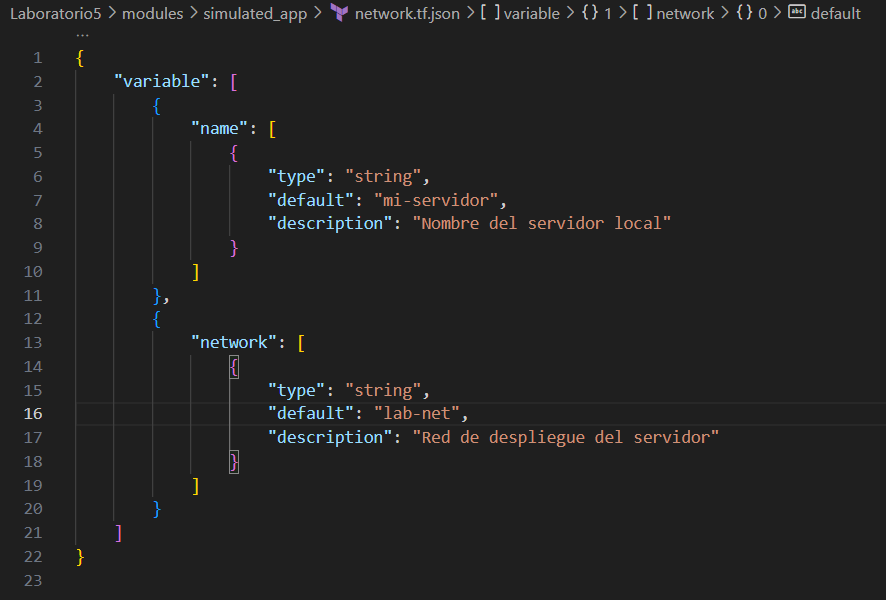 Laboratorio5 > modules > simulated_app > network.tf.json > [ ] variable > {} 1 > [ ] network > {} 0 > abc default
...
1 {
2 "variable": [
3 {
4 "name": [
5 {
6 "type": "string",
7 "default": "mi-servidor",
8 "description": "Nombre del servidor local"
9 }
10 ]
11 },
12 {
13 "network": [
14 {
15 "type": "string",
16 "default": "lab-net",
17 "description": "Red de despliegue del servidor"
18 }
19 ]
20 }
21 ]
22 }
23